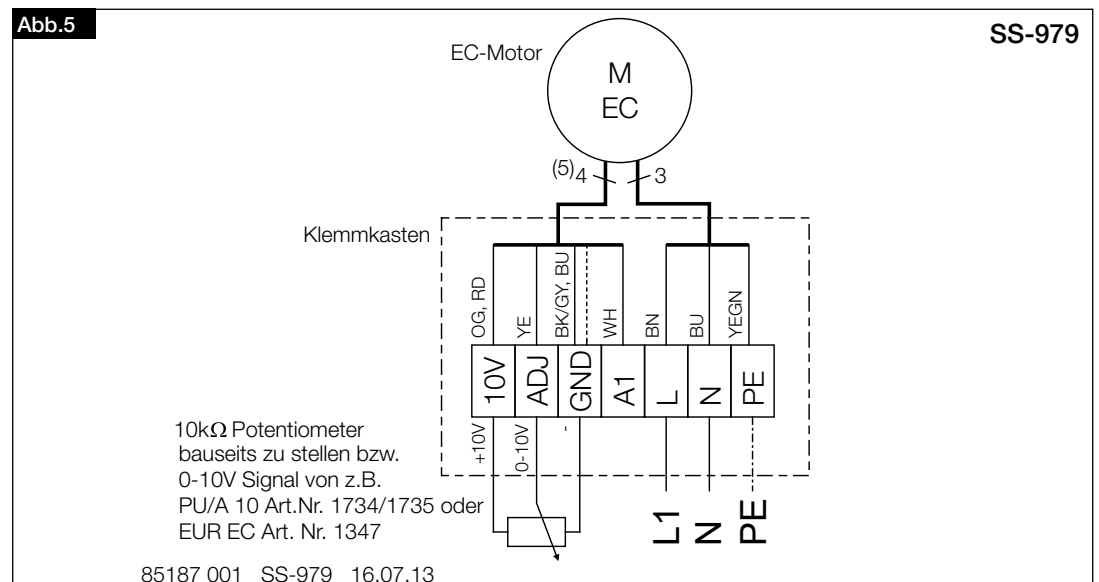 Abb.5
SS-979
EC-Motor
M
EC
(5)4
3
Klemmkasten
OG, RD
YE
BK/GY, BU
WH
BN
BU
YEGN
10V
ADJ
GND
A1
L
N
PE
+10V
0-10V
-
10kΩ Potentiometer
bauseits zu stellen bzw.
0-10V Signal von z.B.
PU/A 10 Art.Nr. 1734/1735 oder
EUR EC Art. Nr. 1347
L1
N
PE
85187 001 SS-979 16.07.13